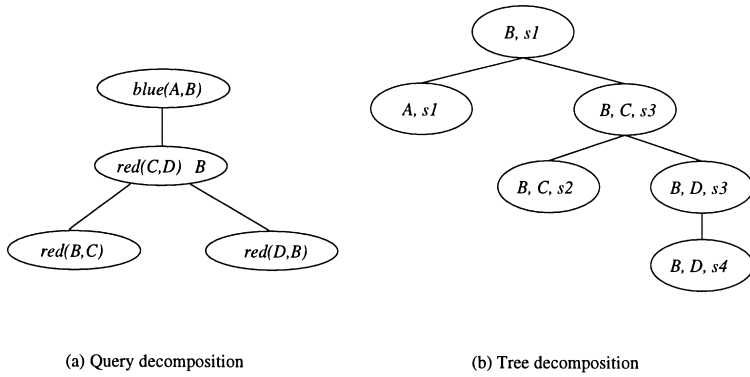 blue(A,B)
red(C,D) B
red(B,C)
red(D,B)
(a) Query decomposition
B, s1
A, s1
B, C, s3
B, C, s2
B, D, s3
B, D, s4
(b) Tree decomposition